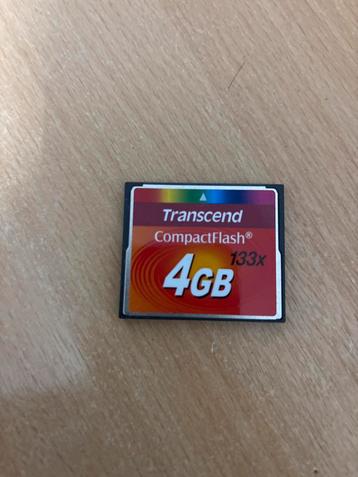 Transcend
CompactFlash®
133x
4GB